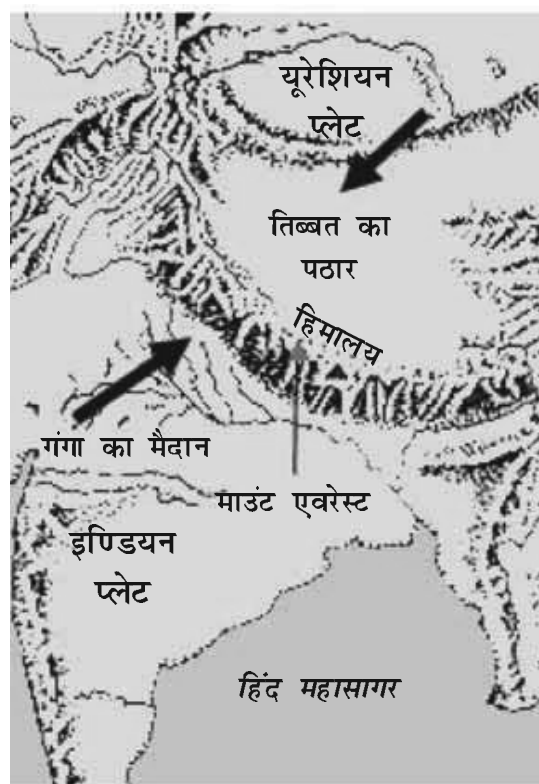 यूरेशियन
प्लेट
तिब्बत का
पठार
हिमालय
गंगा का मैदान
माउंट एवरेस्ट
इण्डियन
प्लेट
हिंद महासागर